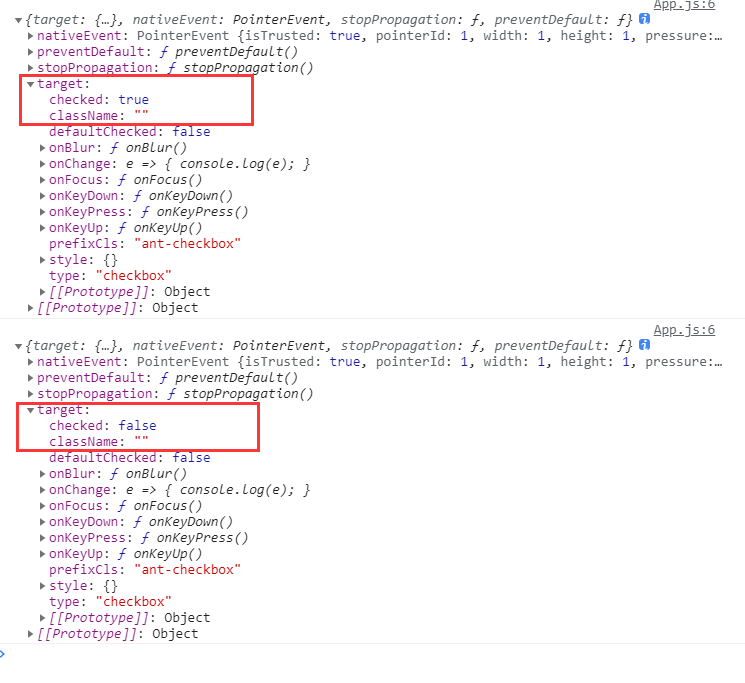 App.js:6
{target: {…}, nativeEvent: PointerEvent, stopPropagation: ƒ, preventDefault: ƒ} i
nativeEvent: PointerEvent {isTrusted: true, pointerId: 1, width: 1, height: 1, pressure:…
preventDefault: ƒ preventDefault()
stopPropagation: ƒ stopPropagation()
target:
checked: true
className: ""
defaultChecked: false
onBlur: ƒ onBlur()
onChange: e => { console.log(e); }
onFocus: ƒ onFocus()
onKeyDown: ƒ onKeyDown()
onKeyPress: ƒ onKeyPress()
onKeyUp: ƒ onKeyUp()
prefixCls: "ant-checkbox"
style: {}
type: "checkbox"
[[Prototype]]: Object
[[Prototype]]: Object
App.js:6
{target: {…}, nativeEvent: PointerEvent, stopPropagation: ƒ, preventDefault: ƒ} i
nativeEvent: PointerEvent {isTrusted: true, pointerId: 1, width: 1, height: 1, pressure:…
preventDefault: ƒ preventDefault()
stopPropagation: ƒ stopPropagation()
target:
checked: false
className: ""
defaultChecked: false
onBlur: ƒ onBlur()
onChange: e => { console.log(e); }
onFocus: ƒ onFocus()
onKeyDown: ƒ onKeyDown()
onKeyPress: ƒ onKeyPress()
onKeyUp: ƒ onKeyUp()
prefixCls: "ant-checkbox"
style: {}
type: "checkbox"
[[Prototype]]: Object
[[Prototype]]: Object